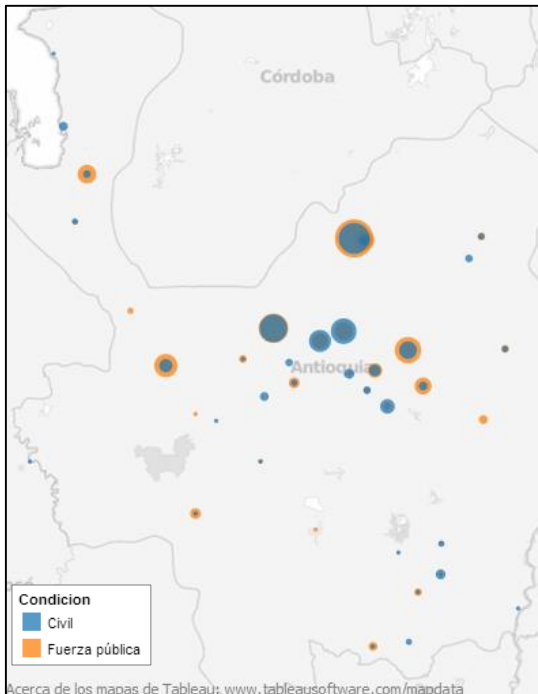 Córdoba
Antioquia
Condicion
Civil
Fuerza pública
Acerca de los mapas de Tableau: www.tableausoftware.com/mapdata